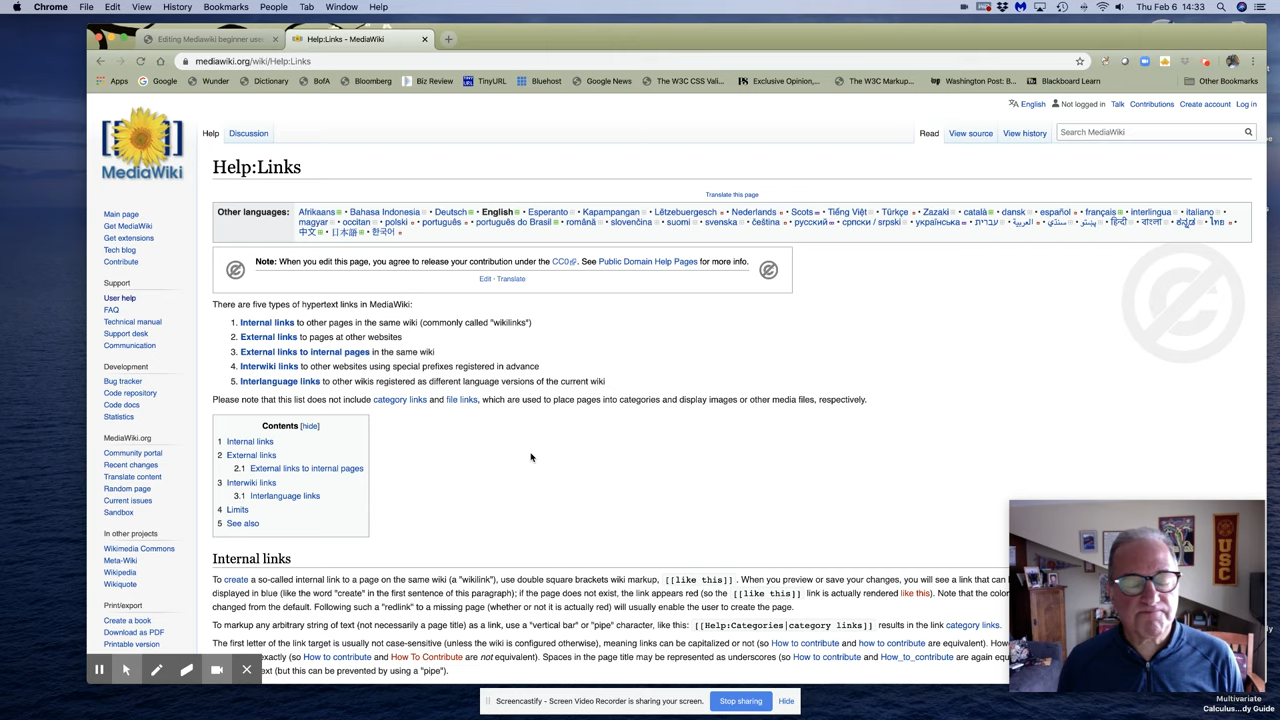 Chrome File Edit View History Bookmarks People Tab Window Help Thu Feb 6 14:33
Editing Mediawiki beginner use Help:Links - MediaWiki
mediawiki.org/wiki/Help:Links
Apps Google Wunder Dictionary BofA Bloomberg Biz Review TinyURL Bluehost Google News The W3C CSS Vali... Exclusive Opinion,... The W3C Markup... Washington Post: B... Blackboard Learn Other Bookmarks
English Not logged in Talk Contributions Create account Log in
Help Discussion Read View source View history Search MediaWiki
MediaWiki
Help:Links
Translate this page
Other languages: Afrikaans • Bahasa Indonesia • Deutsch • English • Esperanto • Kapampangan • Lëtzebuergesch • Nederlands • Scots • Tiếng Việt • Türkçe • Zazaki • català • dansk • español • français • interlingua • italiano •
magyar • occitan • polski • português • português do Brasil • română • slovenčina • suomi • svenska • čeština • русский • српски / srpski • українська • עברית • العربية • سنڌي • پښتو • हिन्दी • বাংলা • ไทย •
中文 • 日本語 • 한국어
Note: When you edit this page, you agree to release your contribution under the CC0. See Public Domain Help Pages for more info.
Edit · Translate
Main page
Get MediaWiki
Get extensions
Tech blog
Contribute
Support
User help
FAQ
Technical manual
Support desk
Communication
Development
Bug tracker
Code repository
Code docs
Statistics
MediaWiki.org
Community portal
Recent changes
Translate content
Random page
Current issues
Sandbox
In other projects
Wikimedia Commons
Meta-Wiki
Wikipedia
Wikiquote
Print/export
Create a book
Download as PDF
Printable version
There are five types of hypertext links in MediaWiki:
1. Internal links to other pages in the same wiki (commonly called "wikilinks")
2. External links to pages at other websites
3. External links to internal pages in the same wiki
4. Interwiki links to other websites using special prefixes registered in advance
5. Interlanguage links to other wikis registered as different language versions of the current wiki
Please note that this list does not include category links and file links, which are used to place pages into categories and display images or other media files, respectively.
Contents [hide]
1 Internal links
2 External links
2.1 External links to internal pages
3 Interwiki links
3.1 Interlanguage links
4 Limits
5 See also
Internal links
To create a so-called internal link to a page on the same wiki (a "wikilink"), use double square brackets wiki markup, [[like this]]. When you preview or save your changes, you will see a link that can
displayed in blue (like the word "create" in the first sentence of this paragraph); if the page does not exist, the link appears red (so the [[like this]] link is actually rendered like this). Note that the
changed from the default. Following such a "redlink" to a missing page (whether or not it is actually red) will usually enable the user to create the page.
To markup any arbitrary string of text (not necessarily a page title) as a link, use a "vertical bar" or "pipe" character, like this: [[Help:Categories|category links]] results in the link category links.
The first letter of the link target is usually not case-sensitive (unless the wiki is configured otherwise), meaning links can be capitalized or not (so How to contribute and how to contribute are equivalent).
exactly (so How to contribute and How To Contribute are not equivalent). Spaces in the page title may be represented as underscores (so How to contribute and How_to_contribute are again
text (but this can be prevented by using a "pipe").
USC
Screencastify - Screen Video Recorder is sharing your screen. Stop sharing Hide
Multivariate
Calculus...dy Guide